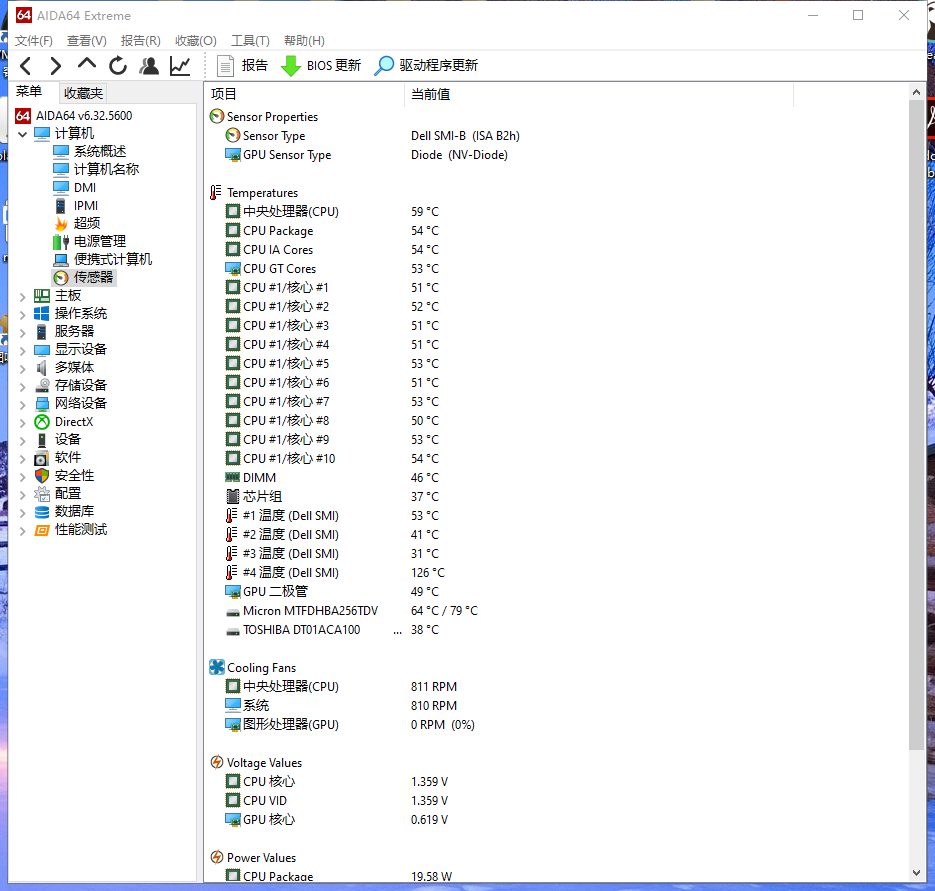 AIDA64 Extreme
文件(F) 查看(V) 报告(R) 收藏(O) 工具(T) 帮助(H)
报告 BIOS 更新 驱动程序更新
菜单 收藏夹
64 AIDA64 v6.32.5600
计算机
系统概述
计算机名称
DMI
IPMI
超频
电源管理
便携式计算机
传感器
主板
操作系统
服务器
显示设备
多媒体
存储设备
网络设备
DirectX
设备
软件
安全性
配置
数据库
性能测试
项目 当前值
Sensor Properties
Sensor Type Dell SMI-B (ISA B2h)
GPU Sensor Type Diode (NV-Diode)
Temperatures
中央处理器(CPU) 59 °C
CPU Package 54 °C
CPU IA Cores 54 °C
CPU GT Cores 53 °C
CPU #1/核心 #1 51 °C
CPU #1/核心 #2 52 °C
CPU #1/核心 #3 51 °C
CPU #1/核心 #4 51 °C
CPU #1/核心 #5 53 °C
CPU #1/核心 #6 51 °C
CPU #1/核心 #7 53 °C
CPU #1/核心 #8 50 °C
CPU #1/核心 #9 53 °C
CPU #1/核心 #10 54 °C
DIMM 46 °C
芯片组 37 °C
#1 温度 (Dell SMI) 53 °C
#2 温度 (Dell SMI) 41 °C
#3 温度 (Dell SMI) 31 °C
#4 温度 (Dell SMI) 126 °C
GPU 二极管 49 °C
Micron MTFDHBA256TDV 64 °C / 79 °C
TOSHIBA DT01ACA100 ... 38 °C
Cooling Fans
中央处理器(CPU) 811 RPM
系统 810 RPM
图形处理器(GPU) 0 RPM (0%)
Voltage Values
CPU 核心 1.359 V
CPU VID 1.359 V
GPU 核心 0.619 V
Power Values
CPU Package 19.58 W